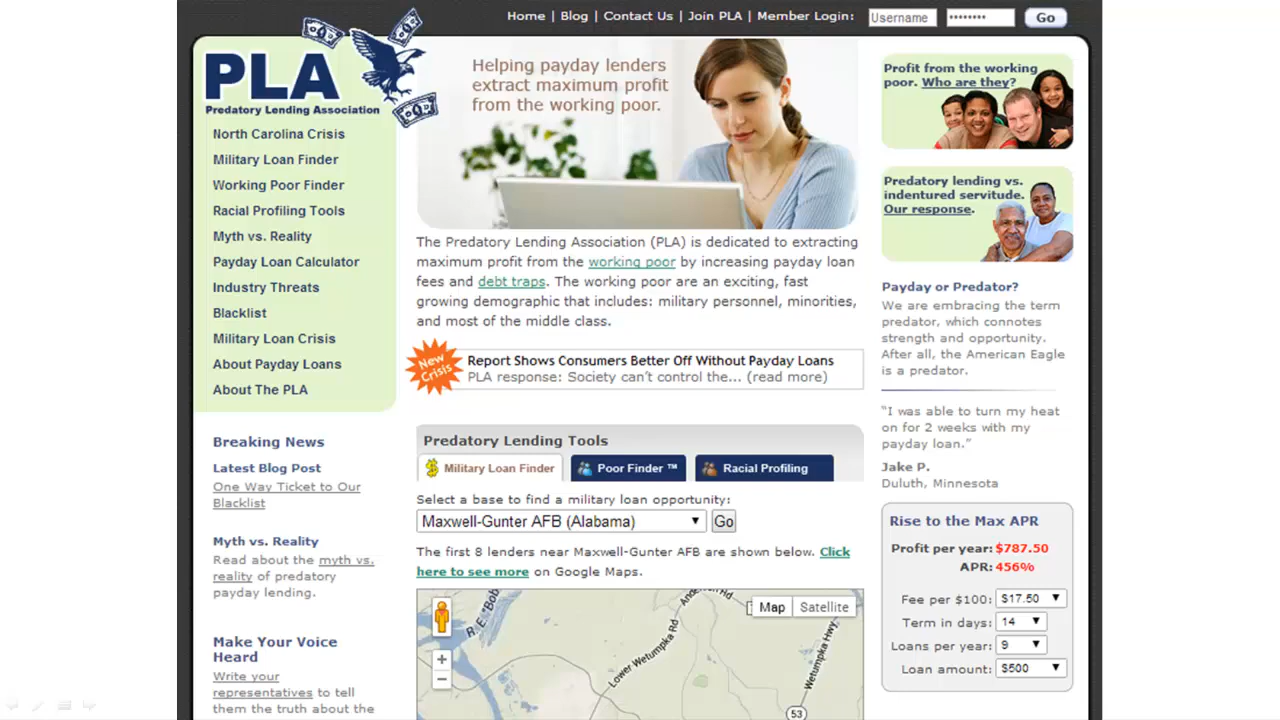 Home | Blog | Contact Us | Join PLA | Member Login: Username •••••••• Go
PLA
Predatory Lending Association
North Carolina Crisis
Military Loan Finder
Working Poor Finder
Racial Profiling Tools
Myth vs. Reality
Payday Loan Calculator
Industry Threats
Blacklist
Military Loan Crisis
About Payday Loans
About The PLA
Breaking News
Latest Blog Post
One Way Ticket to Our
Blacklist
Myth vs. Reality
Read about the myth vs.
reality of predatory
payday lending.
Make Your Voice
Heard
Write your
representatives to tell
them the truth about the
Helping payday lenders
extract maximum profit
from the working poor.
The Predatory Lending Association (PLA) is dedicated to extracting
maximum profit from the working poor by increasing payday loan
fees and debt traps. The working poor are an exciting, fast
growing demographic that includes: military personnel, minorities,
and most of the middle class.
New
Crisis
Report Shows Consumers Better Off Without Payday Loans
PLA response: Society can't control the... (read more)
Predatory Lending Tools
Military Loan Finder Poor Finder ™ Racial Profiling
Select a base to find a military loan opportunity:
Maxwell-Gunter AFB (Alabama) Go
The first 8 lenders near Maxwell-Gunter AFB are shown below. Click
here to see more on Google Maps.
Map Satellite
R.E. "Bob
Lower Wetumpka Rd
Wetumpka Hwy
53
Profit from the working
poor. Who are they?
Predatory lending vs.
indentured servitude.
Our response.
Payday or Predator?
We are embracing the term
predator, which connotes
strength and opportunity.
After all, the American Eagle
is a predator.
"I was able to turn my heat
on for 2 weeks with my
payday loan."
Jake P.
Duluth, Minnesota
Rise to the Max APR
Profit per year: $787.50
APR: 456%
Fee per $100: $17.50
Term in days: 14
Loans per year: 9
Loan amount: $500